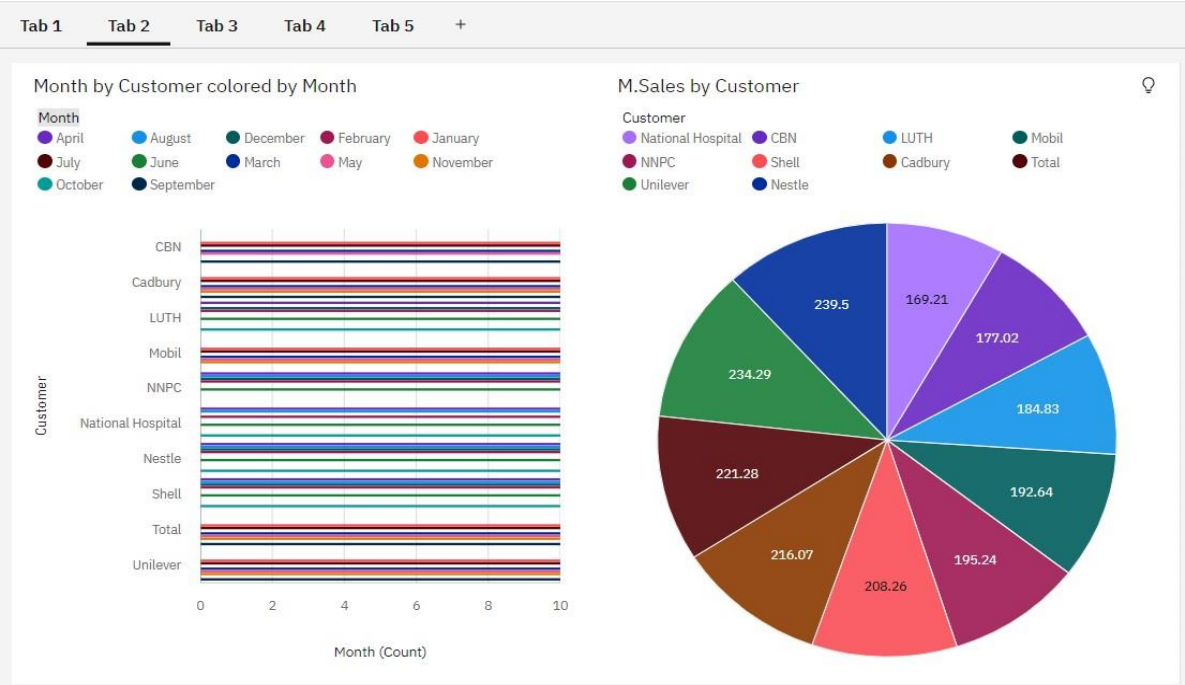 Tab 1 Tab 2 Tab 3 Tab 4 Tab 5 +
Month by Customer colored by Month
Month
April August December February January
July June March May November
October September
CBN
Cadbury
LUTH
Mobil
NNPC
National Hospital
Nestle
Shell
Total
Unilever
Customer
0 2 4 6 8 10
Month (Count)
M.Sales by Customer
Customer
National Hospital CBN LUTH Mobil
NNPC Shell Cadbury Total
Unilever Nestle
239.5
169.21
177.02
234.29
184.83
221.28
192.64
216.07
195.24
208.26